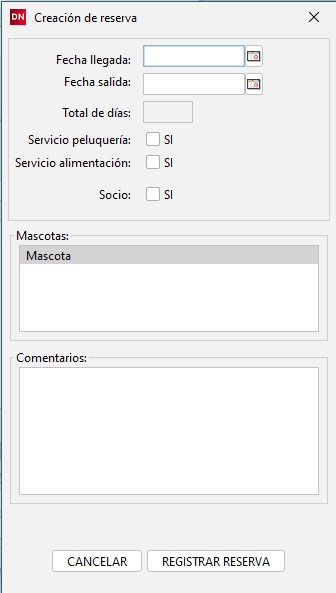 DN Creación de reserva
Fecha llegada:
Fecha salida:
Total de días:
Servicio peluquería: SI
Servicio alimentación: SI
Socio: SI
Mascotas:
Mascota
Comentarios:
CANCELAR REGISTRAR RESERVA